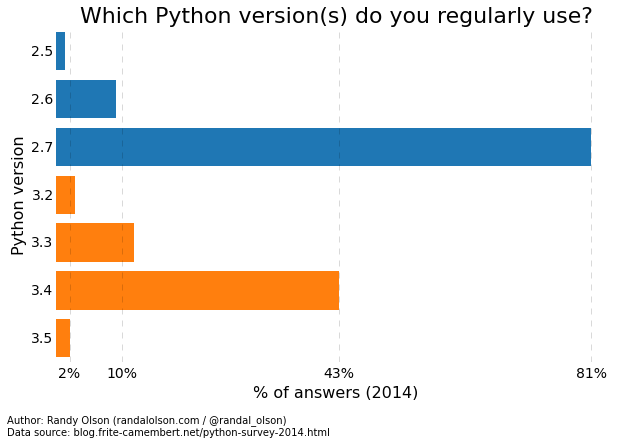 Which Python version(s) do you regularly use?
2.5
2.6
2.7
3.2
3.3
3.4
3.5
Python version
2% 10% 43% 81%
% of answers (2014)
Author: Randy Olson (randalolson.com / @randal_olson)
Data source: blog.frite-camembert.net/python-survey-2014.html